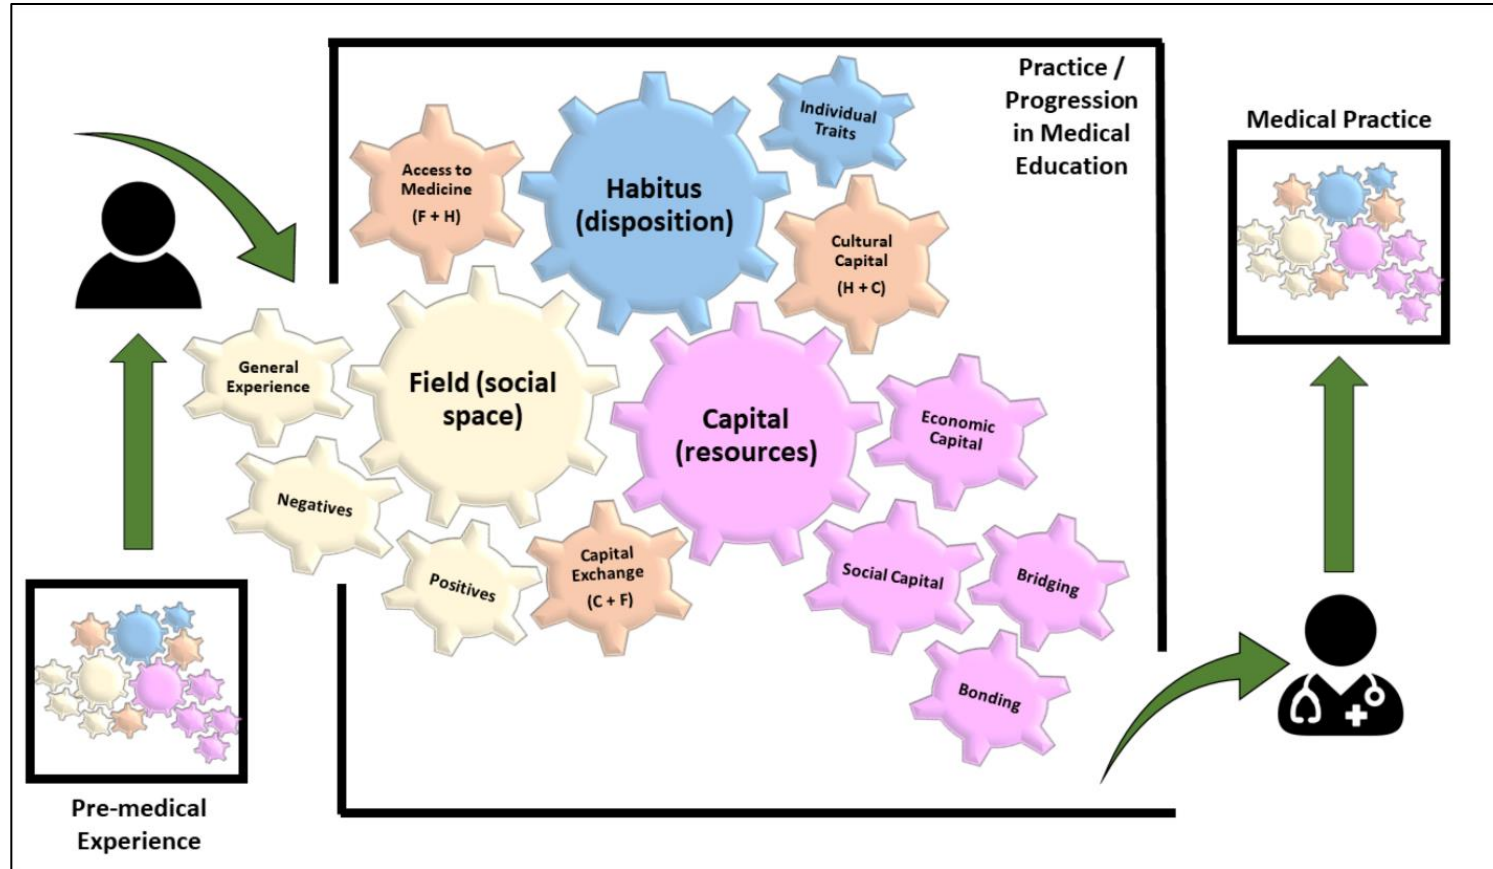 Practice /
Progression
in Medical
Education
Individual
Traits
Access to
Medicine
(F + H)
Habitus
(disposition)
Cultural
Capital
(H + C)
General
Experience
Field (social
space)
Capital
(resources)
Economic
Capital
Negatives
Positives
Capital
Exchange
(C + F)
Social Capital
Bridging
Bonding
Pre-medical
Experience
Medical Practice